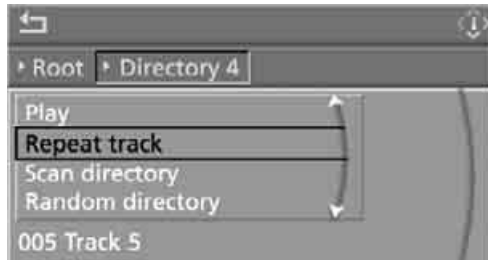 Root Directory 4
Play
Repeat track
Scan directory
Random directory
005 Track 5